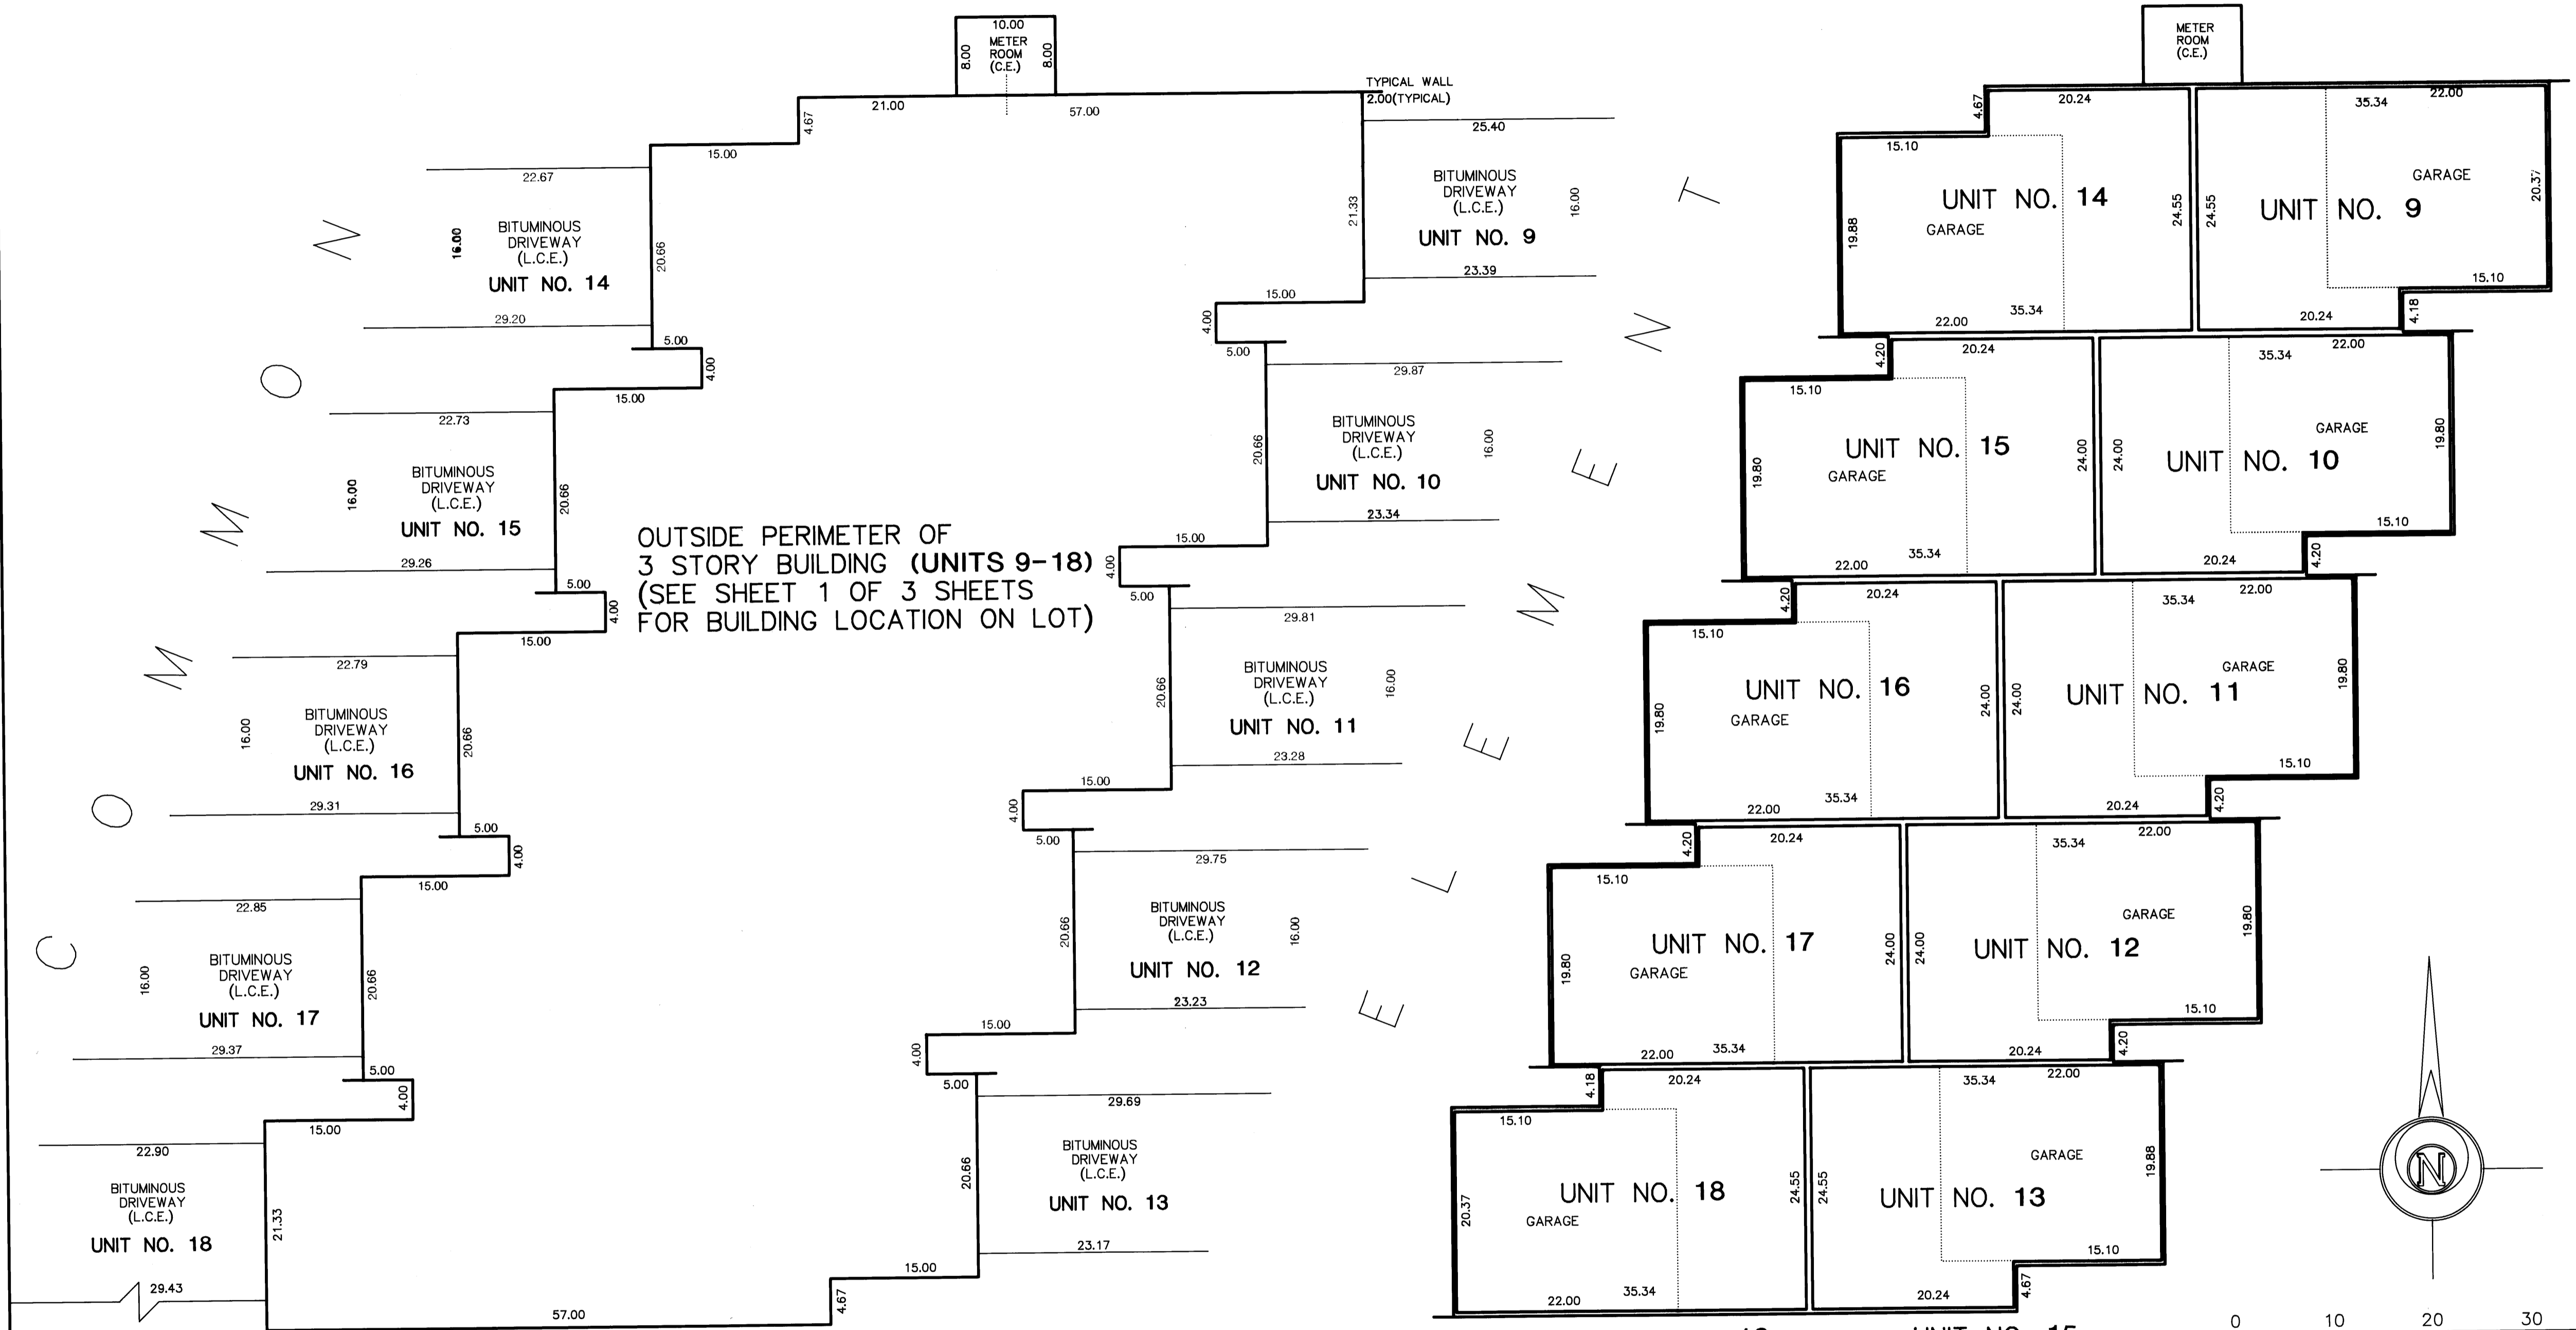 10.00
8.00
METER
ROOM
(C.E.)
8.00
21.00
57.00
TYPICAL WALL
2.00(TYPICAL)
4.67
15.00
22.67
16.00
BITUMINOUS
DRIVEWAY
(L.C.E.)
UNIT NO. 14
20.66
29.20
5.00
4.00
15.00
22.73
16.00
BITUMINOUS
DRIVEWAY
(L.C.E.)
UNIT NO. 15
20.66
29.26
5.00
4.00
15.00
22.79
16.00
BITUMINOUS
DRIVEWAY
(L.C.E.)
UNIT NO. 16
20.66
29.31
5.00
4.00
15.00
22.85
16.00
BITUMINOUS
DRIVEWAY
(L.C.E.)
UNIT NO. 17
20.66
29.37
5.00
4.00
15.00
22.90
BITUMINOUS
DRIVEWAY
(L.C.E.)
UNIT NO. 18
21.33
29.43
57.00
4.67
15.00
COMMON
OUTSIDE PERIMETER OF
3 STORY BUILDING (UNITS 9-18)
(SEE SHEET 1 OF 3 SHEETS
FOR BUILDING LOCATION ON LOT)
25.40
21.33
BITUMINOUS
DRIVEWAY
(L.C.E.)
UNIT NO. 9
16.00
23.39
15.00
4.00
5.00
29.87
20.66
BITUMINOUS
DRIVEWAY
(L.C.E.)
UNIT NO. 10
16.00
23.34
15.00
4.00
5.00
29.81
20.66
BITUMINOUS
DRIVEWAY
(L.C.E.)
UNIT NO. 11
16.00
23.28
15.00
4.00
5.00
29.75
20.66
BITUMINOUS
DRIVEWAY
(L.C.E.)
UNIT NO. 12
16.00
23.23
15.00
4.00
5.00
29.69
20.66
BITUMINOUS
DRIVEWAY
(L.C.E.)
UNIT NO. 13
23.17
ELEMENT
METER
ROOM
(C.E.)
4.67
20.24
15.10
19.88
UNIT NO. 14
GARAGE
24.55
35.34
22.00
22.00
35.34
GARAGE
24.55
UNIT NO. 9
20.37
15.10
20.24
4.18
4.20
20.24
15.10
19.80
UNIT NO. 15
GARAGE
24.00
35.34
22.00
22.00
35.34
GARAGE
24.00
UNIT NO. 10
19.80
15.10
20.24
4.20
4.20
20.24
15.10
19.80
UNIT NO. 16
GARAGE
24.00
35.34
22.00
22.00
35.34
GARAGE
24.00
UNIT NO. 11
19.80
15.10
20.24
4.20
4.20
20.24
15.10
19.80
UNIT NO. 17
GARAGE
24.00
35.34
22.00
22.00
35.34
GARAGE
24.00
UNIT NO. 12
19.80
15.10
20.24
4.20
4.18
20.24
15.10
20.37
UNIT NO. 18
GARAGE
24.55
35.34
22.00
22.00
35.34
GARAGE
24.55
UNIT NO. 13
19.88
15.10
20.24
4.67
N
0 10 20 30